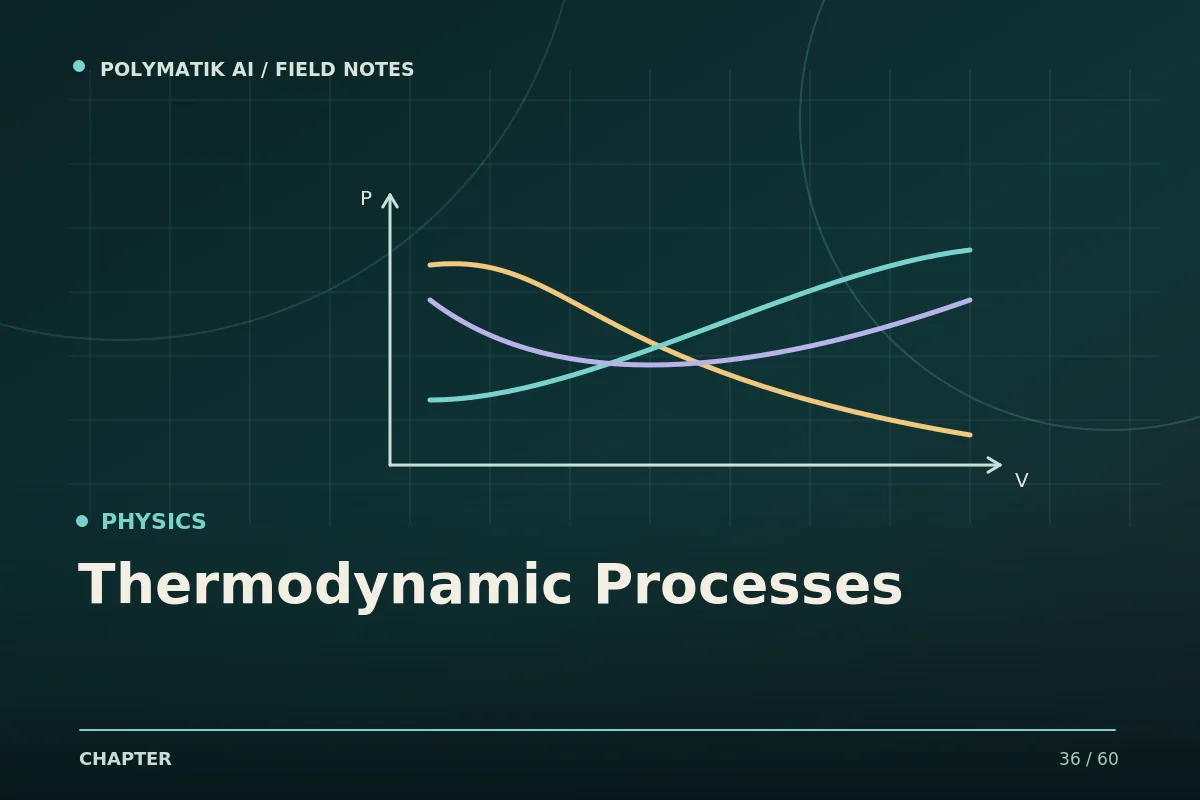 POLYMATIK AI / FIELD NOTES
P
V
PHYSICS
Thermodynamic Processes
CHAPTER
36 / 60